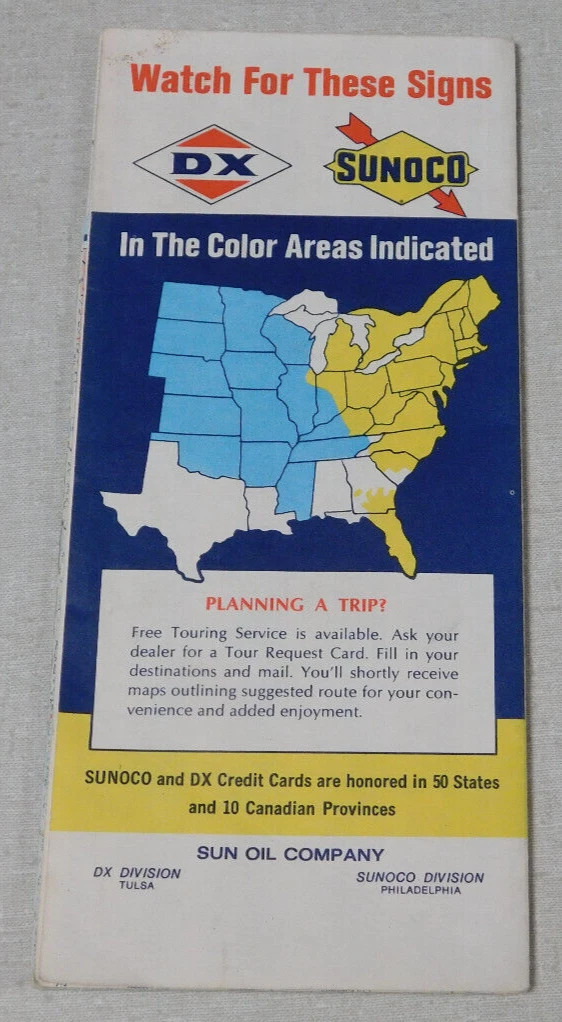 Watch For These Signs
DX
SUNOCO
In The Color Areas Indicated
PLANNING A TRIP?
Free Touring Service is available. Ask your
dealer for a Tour Request Card. Fill in your
destinations and mail. You'll shortly receive
maps outlining suggested route for your con-
venience and added enjoyment.
SUNOCO and DX Credit Cards are honored in 50 States
and 10 Canadian Provinces
SUN OIL COMPANY
DX DIVISION
TULSA
SUNOCO DIVISION
PHILADELPHIA